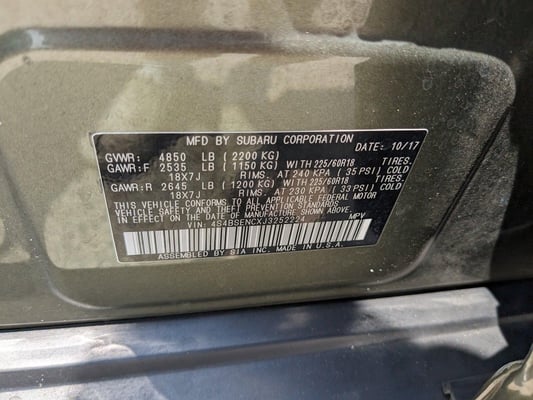 MFD BY SUBARU CORPORATION DATE: 10/17
GVWR: 4850 LB (2200 KG)
GAWR:F 2535 LB (1150 KG) WITH 225/60R18 TIRES.
18X7J RIMS. AT 240 KPA (35 PSI) COLD
GAWR:R 2645 LB (1200 KG) WITH 225/60R18 TIRES.
18X7J RIMS. AT 230 KPA (33 PSI) COLD
THIS VEHICLE CONFORMS TO ALL APPLICABLE FEDERAL MOTOR
VEHICLE SAFETY AND THEFT PREVENTION STANDARDS
IN EFFECT ON THE DATE OF MANUFACTURE SHOWN ABOVE.
VIN: 4S4BSENCXJ3252224 MPV
ASSEMBLED BY SIA INC. MADE IN U.S.A.